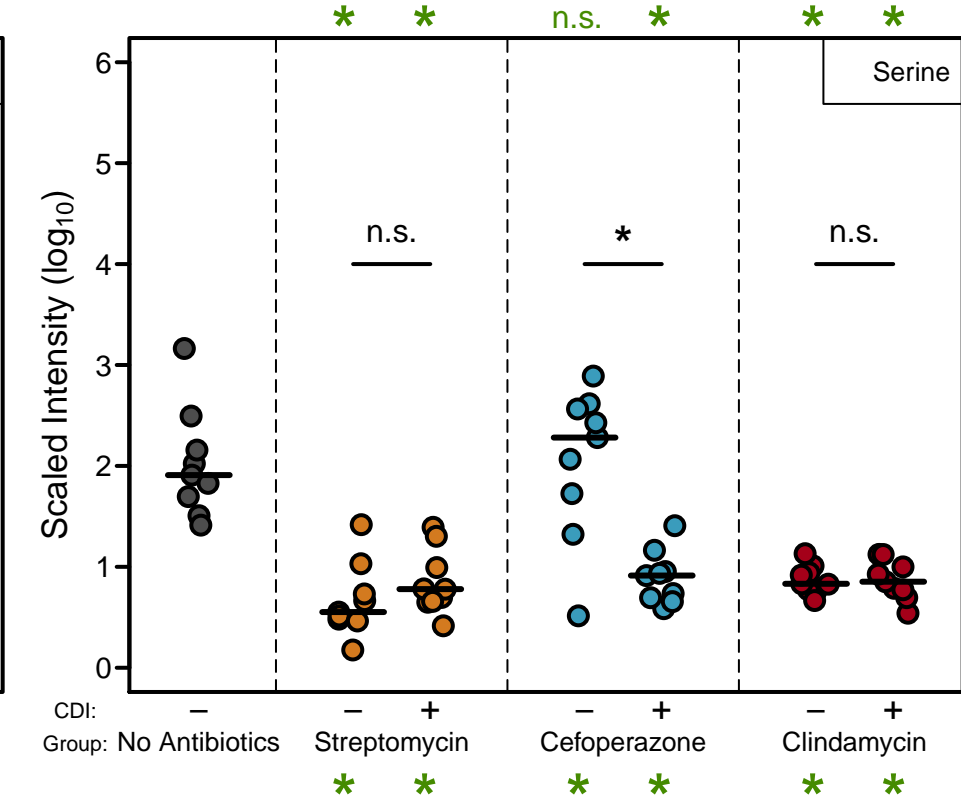 * * n.s. * * *
Serine
Scaled Intensity (log10)
6
5
4
3
2
1
0
n.s. * n.s.
CDI: − − + − + − +
Group: No Antibiotics Streptomycin Cefoperazone Clindamycin
* * * * * *